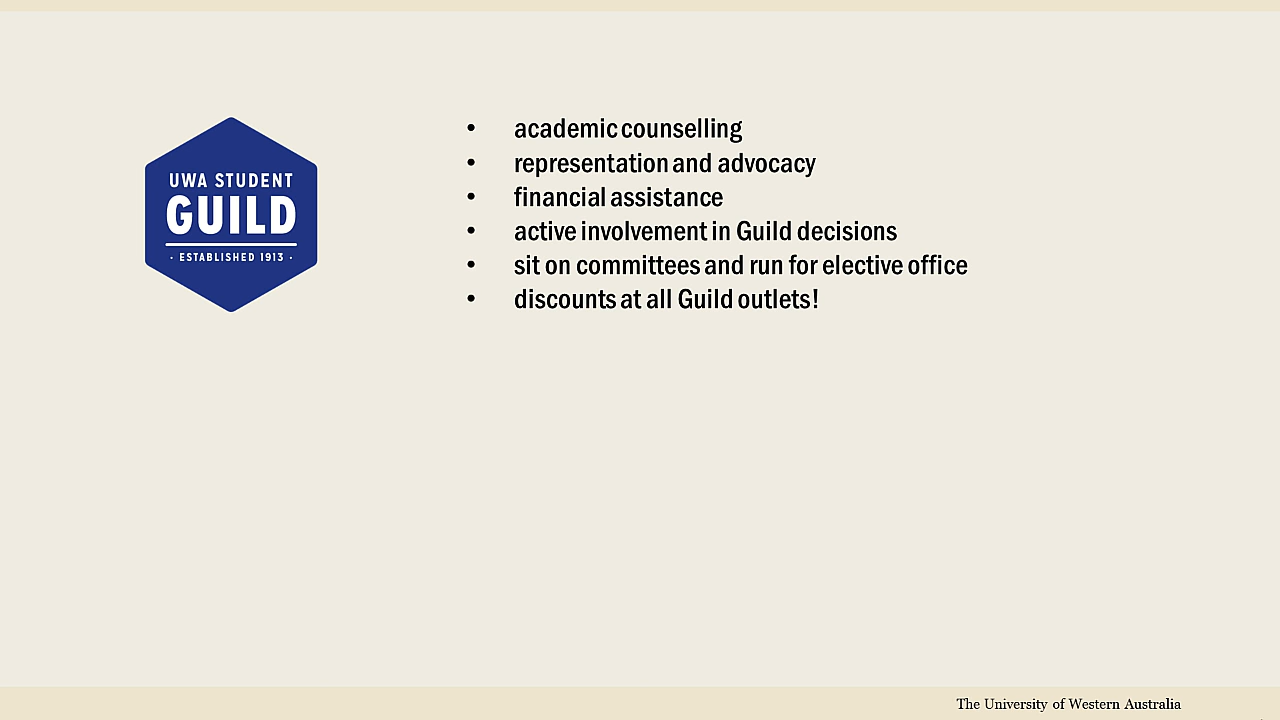 UWA STUDENT
GUILD
· ESTABLISHED 1913 ·
• academic counselling
• representation and advocacy
• financial assistance
• active involvement in Guild decisions
• sit on committees and run for elective office
• discounts at all Guild outlets!
The University of Western Australia